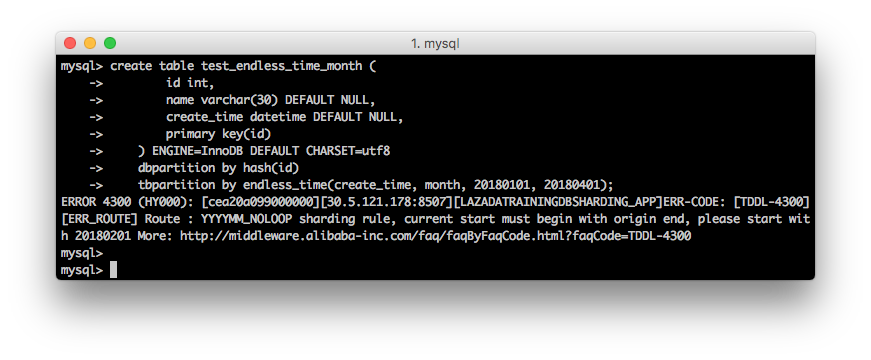 1. mysql
mysql> create table test_endless_time_month (
    ->         id int,
    ->         name varchar(30) DEFAULT NULL,
    ->         create_time datetime DEFAULT NULL,
    ->         primary key(id)
    ->     ) ENGINE=InnoDB DEFAULT CHARSET=utf8
    ->     dbpartition by hash(id)
    ->     tbpartition by endless_time(create_time, month, 20180101, 20180401);
ERROR 4300 (HY000): [cea20a099000000][30.5.121.178:8507][LAZADATRAININGDBSHARDING_APP]ERR-CODE: [TDDL-4300]
[ERR_ROUTE] Route : YYYYMM_NOLOOP sharding rule, current start must begin with origin end, please start wit
h 20180201 More: http://middleware.alibaba-inc.com/faq/faqByFaqCode.html?faqCode=TDDL-4300
mysql>
mysql>